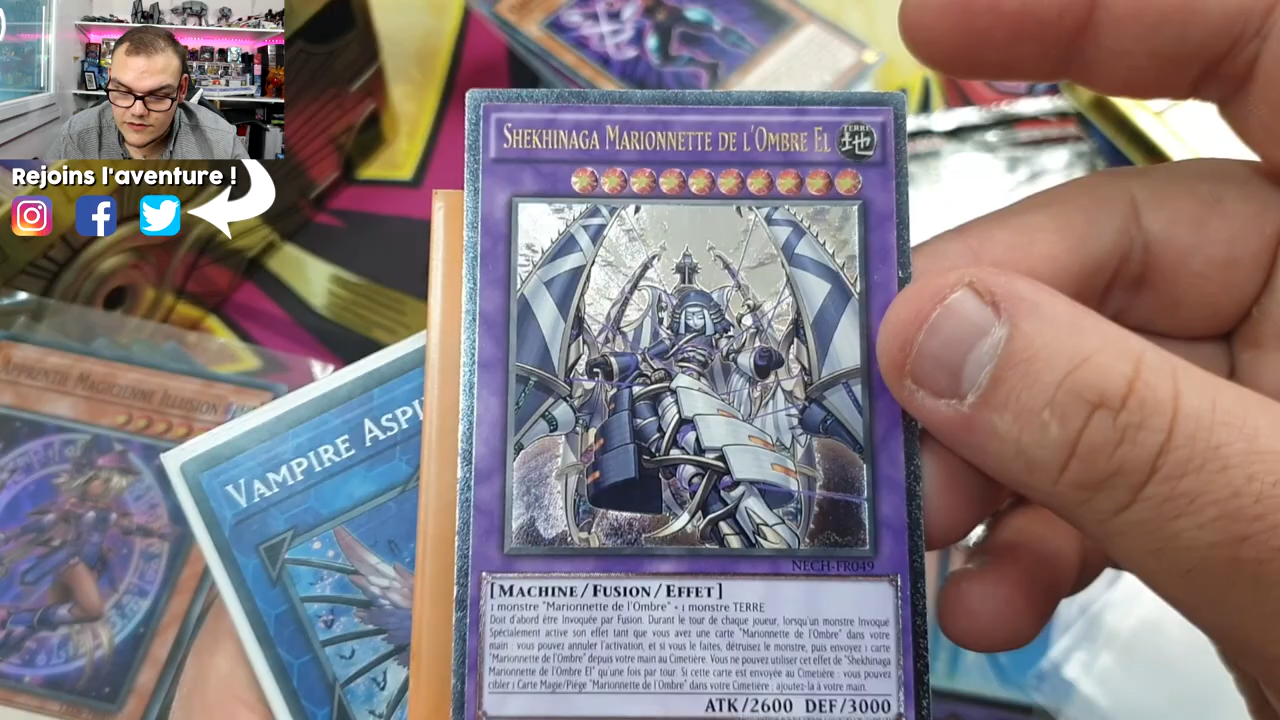 Rejoins l'aventure !
SHEKHINAGA MARIONNETTE DE L'OMBRE EL
TERRE
地
NECH-FR049
[MACHINE/FUSION/EFFET]
1 monstre "Marionnette de l'Ombre" + 1 monstre TERRE
Doit d'abord être Invoquée par Fusion. Durant le tour de chaque joueur, lorsqu'un monstre Invoqué
Spécialement active son effet tant que vous avez une carte "Marionnette de l'Ombre" dans votre
main : vous pouvez annuler l'activation, et si vous le faites, détruisez le monstre, puis envoyez 1 carte
"Marionnette de l'Ombre" depuis votre main au Cimetière. Vous ne pouvez utiliser cet effet de "Shekhinaga
Marionnette de l'Ombre El" qu'une fois par tour. Si cette carte est envoyée au Cimetière : vous pouvez
cibler 1 Carte Magie/Piège "Marionnette de l'Ombre" dans votre Cimetière ; ajoutez-la à votre main.
ATK/2600 DEF/3000
APPRENTIE MAGICIENNE ILLUSION
VAMPIRE ASPI